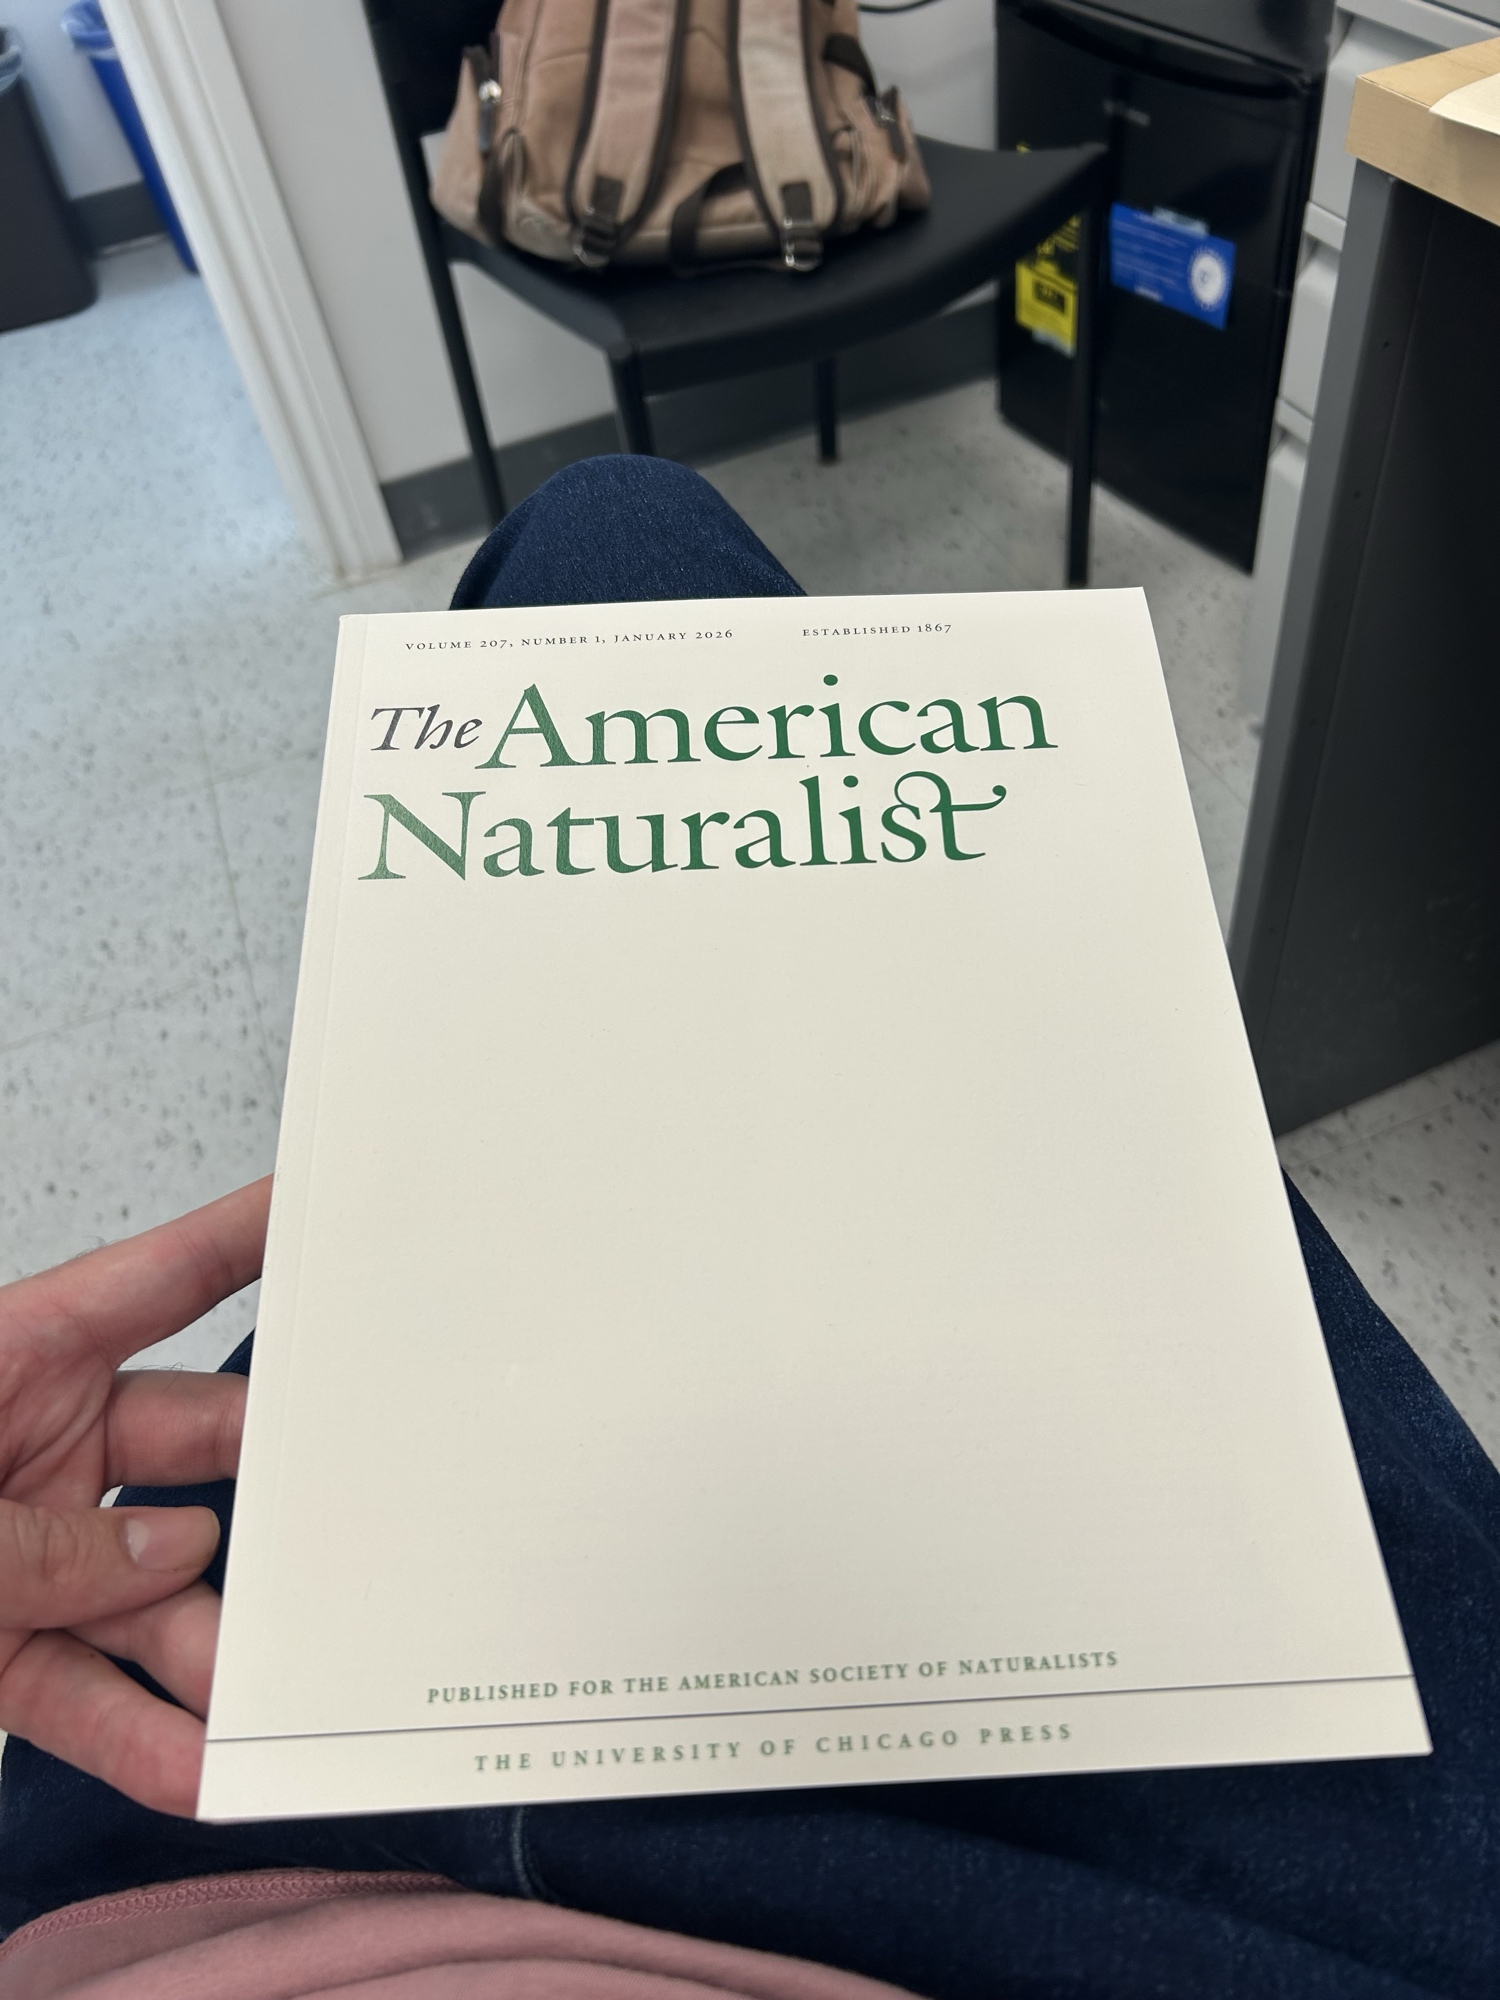 VOLUME 207, NUMBER 1, JANUARY 2026 ESTABLISHED 1867
The American
Naturalist
PUBLISHED FOR THE AMERICAN SOCIETY OF NATURALISTS
THE UNIVERSITY OF CHICAGO PRESS